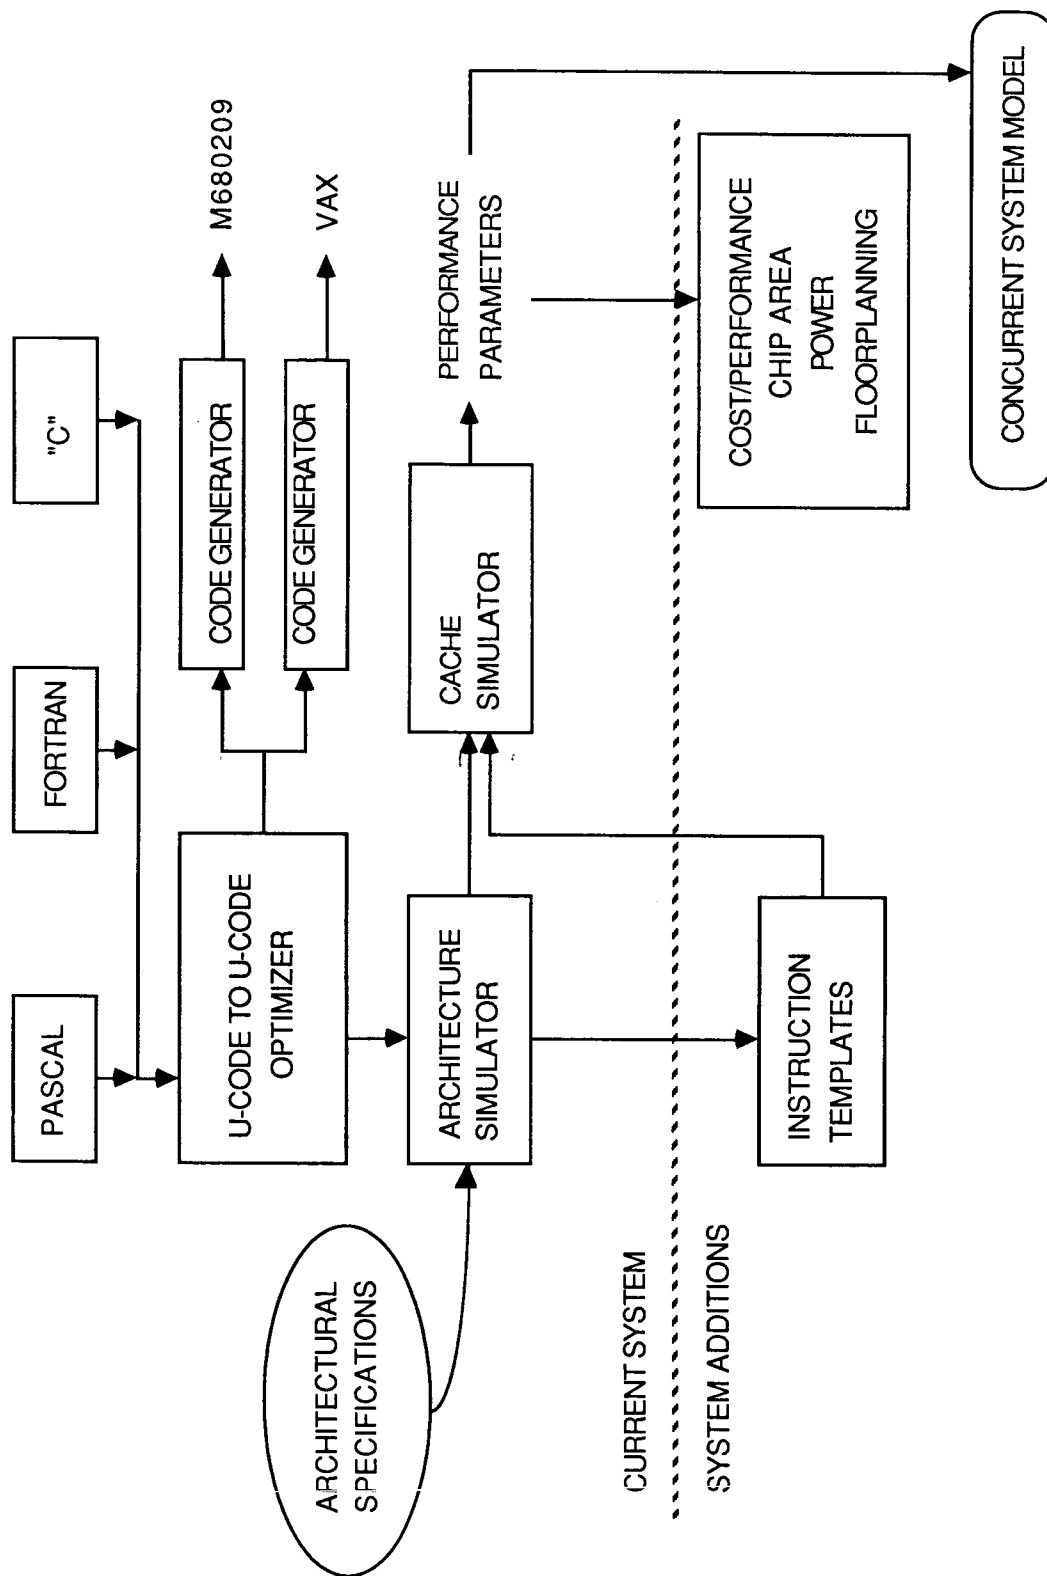 PASCAL
FORTRAN
"C"
U-CODE TO U-CODE
OPTIMIZER
CODE GENERATOR
M680209
CODE GENERATOR
VAX
ARCHITECTURAL
SPECIFICATIONS
ARCHITECTURE
SIMULATOR
CACHE
SIMULATOR
PERFORMANCE
PARAMETERS
CURRENT SYSTEM
SYSTEM ADDITIONS
INSTRUCTION
TEMPLATES
COST/PERFORMANCE
CHIP AREA
POWER
FLOORPLANNING
CONCURRENT SYSTEM MODEL